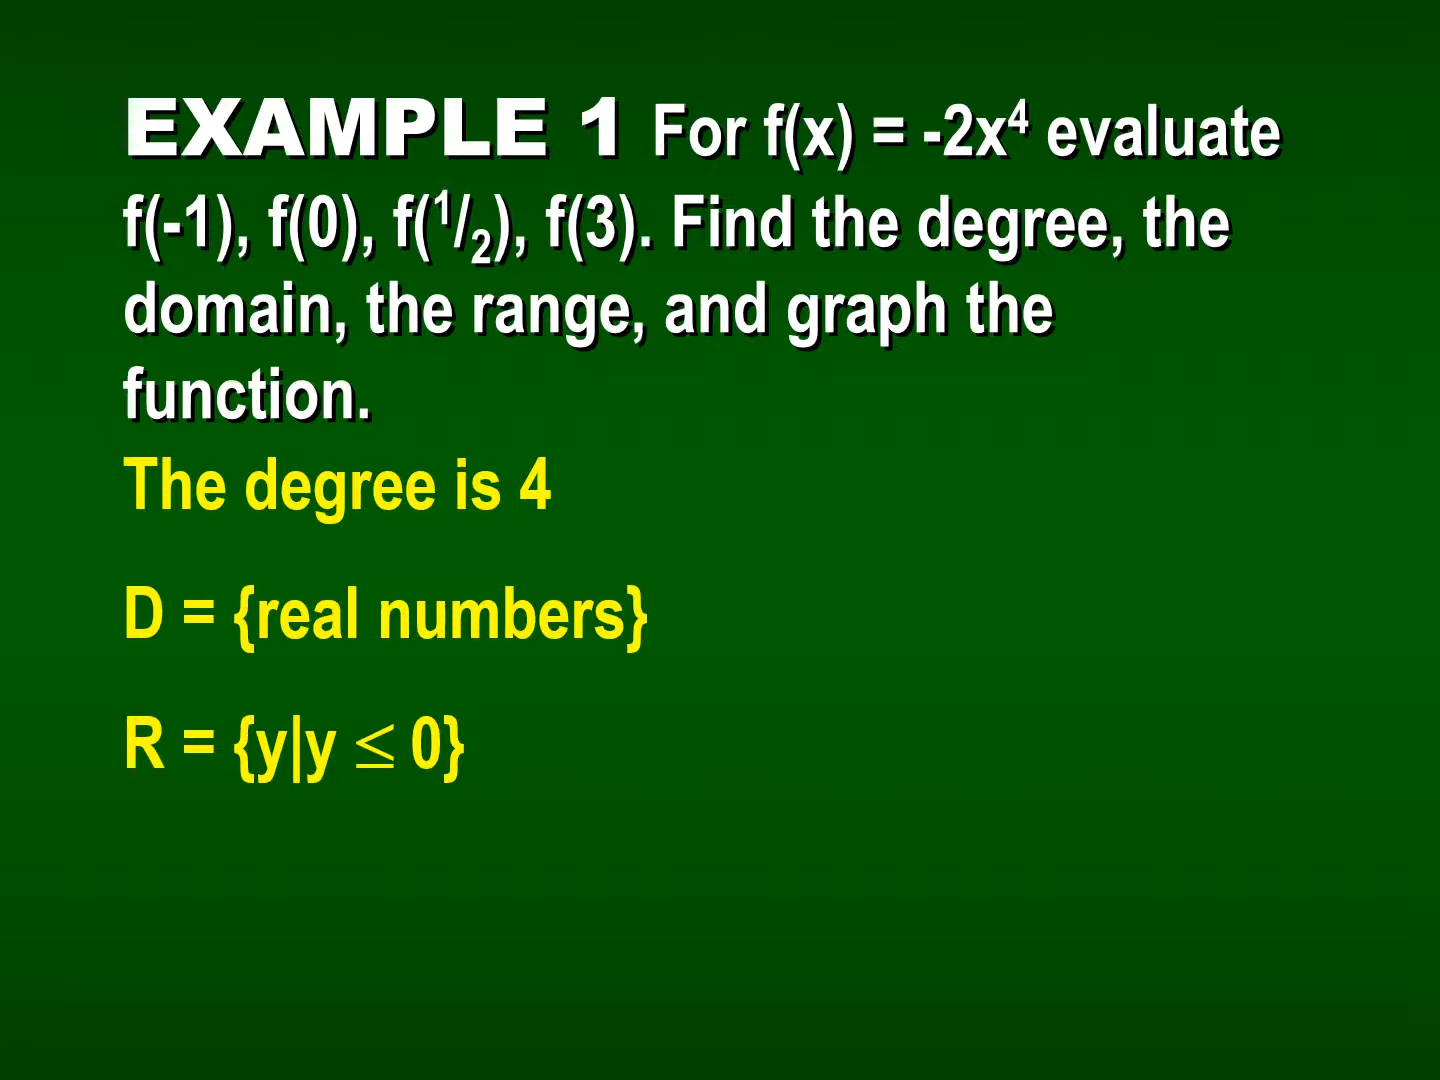 EXAMPLE 1 For f(x) = -2x⁴ evaluate
f(-1), f(0), f(¹/₂), f(3). Find the degree, the
domain, the range, and graph the
function.
The degree is 4
D = {real numbers}
R = {y|y ≤ 0}